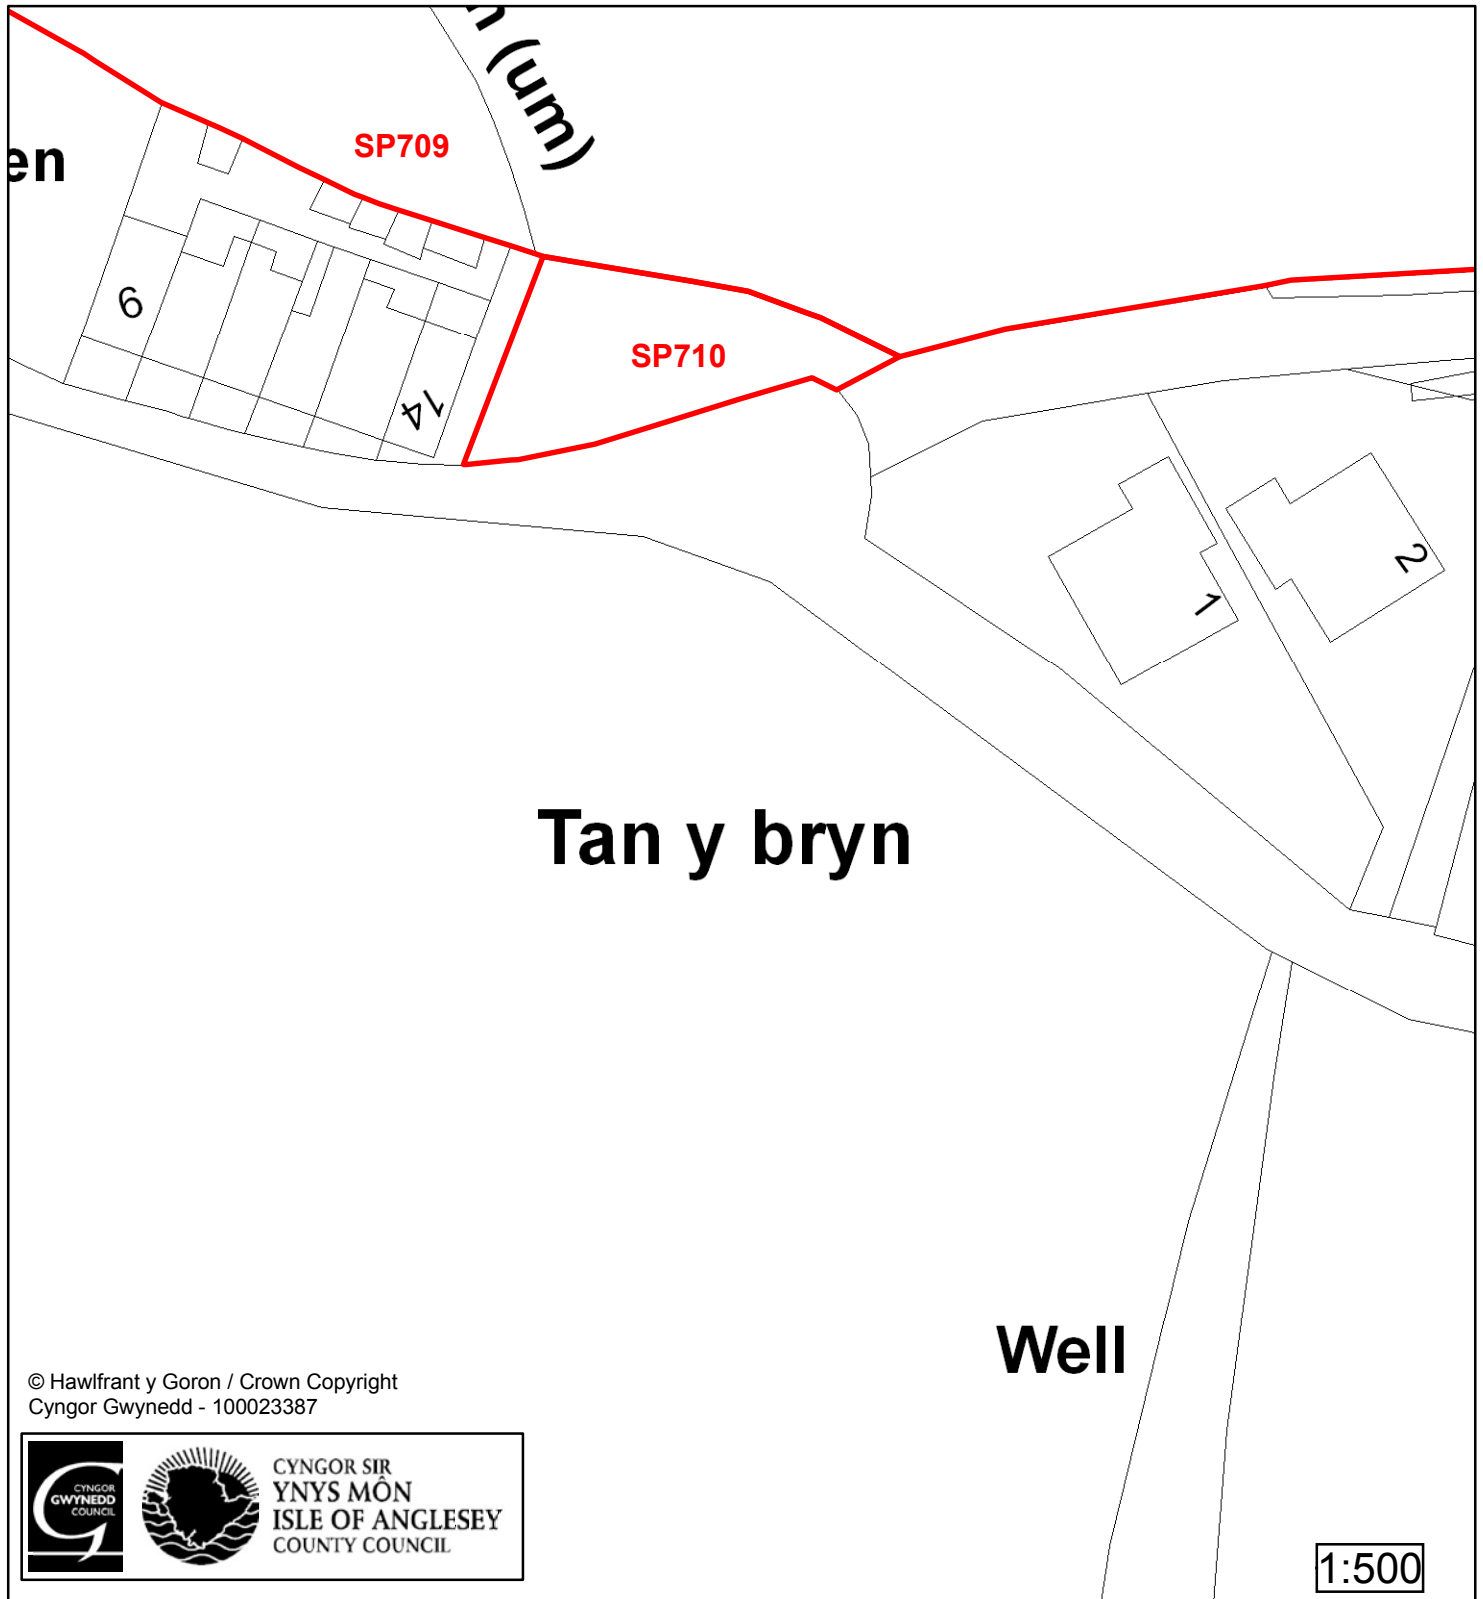 (um)
SP709
en
9
SP710
14
2
1
Tan y bryn
Well
© Hawlfrant y Goron / Crown Copyright
Cyngor Gwynedd - 100023387
CYNGOR
GWYNEDD
COUNCIL
CYNGOR SIR
YNYS MÔN
ISLE OF ANGLESEY
COUNTY COUNCIL
1:500